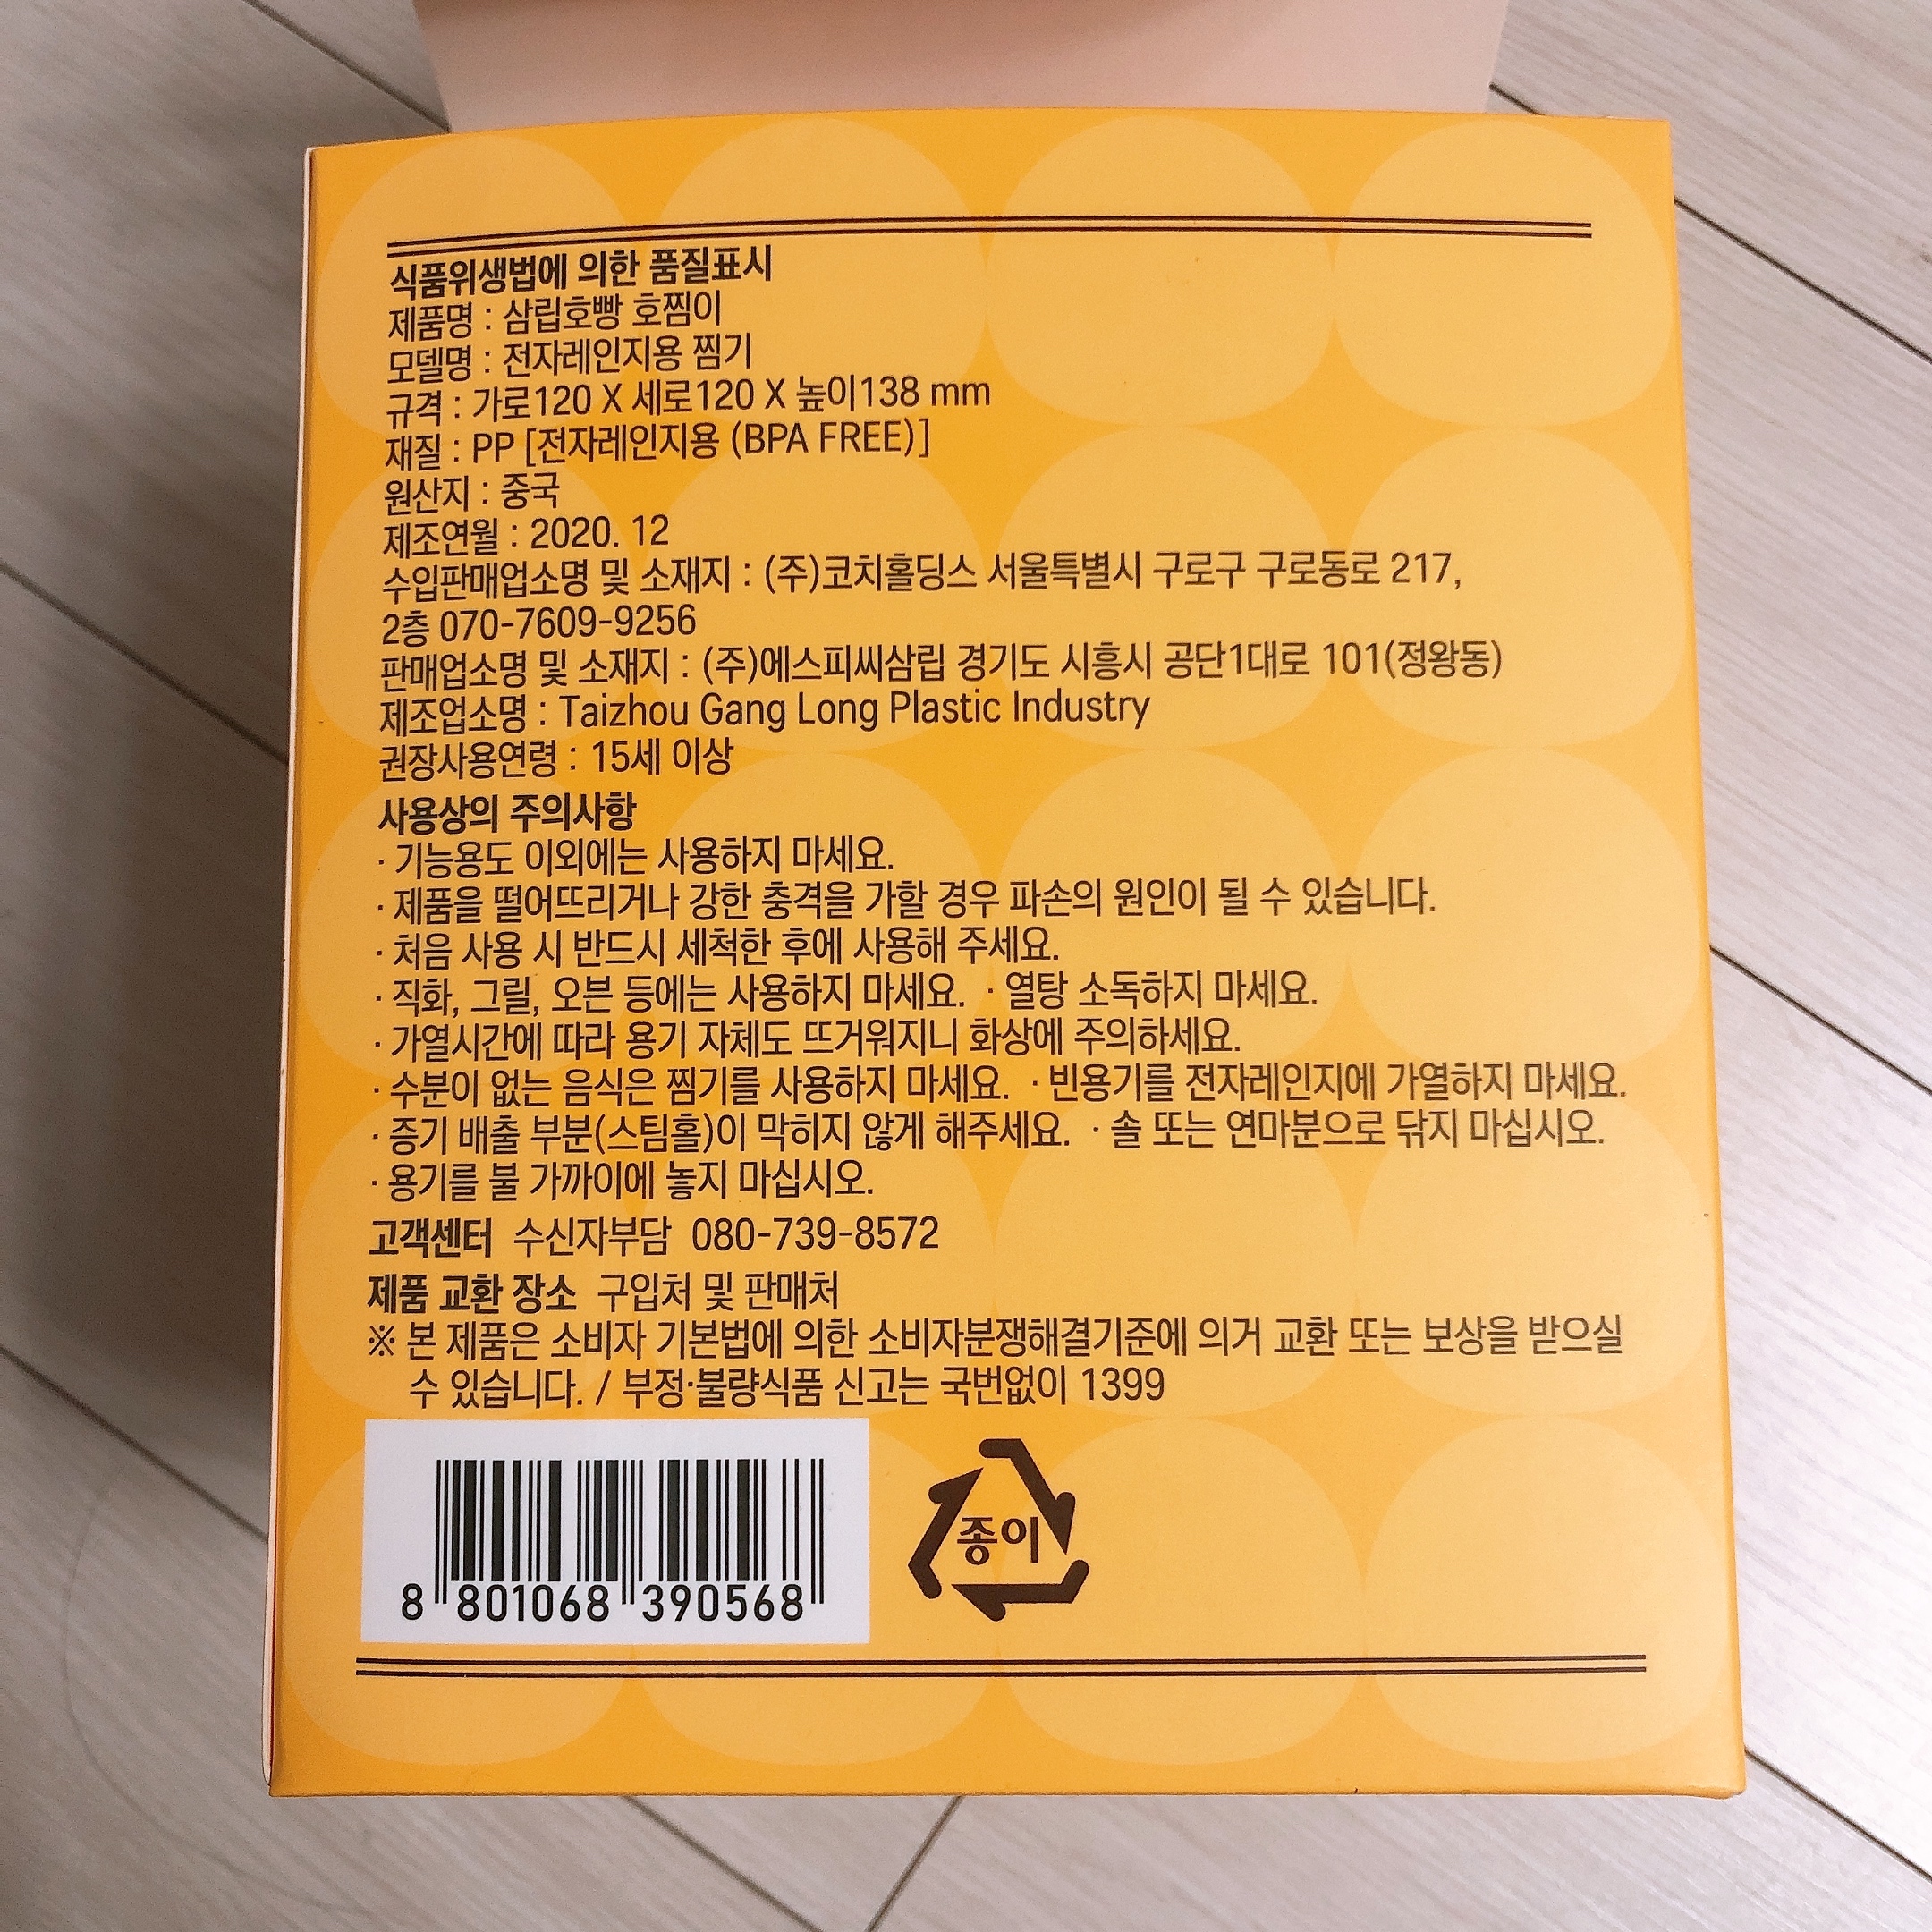 식품위생법에 의한 품질표시
제품명 : 삼립호빵 호찜이
모델명 : 전자레인지용 찜기
규격 : 가로120 X 세로120 X 높이138 mm
재질 : PP [전자레인지용 (BPA FREE)]
원산지 : 중국
제조연월 : 2020. 12
수입판매업소명 및 소재지 : (주)코치홀딩스 서울특별시 구로구 구로동로 217,
2층 070-7609-9256
판매업소명 및 소재지 : (주)에스피씨삼립 경기도 시흥시 공단1대로 101(정왕동)
제조업소명 : Taizhou Gang Long Plastic Industry
권장사용연령 : 15세 이상
사용상의 주의사항
· 기능용도 이외에는 사용하지 마세요.
· 제품을 떨어뜨리거나 강한 충격을 가할 경우 파손의 원인이 될 수 있습니다.
· 처음 사용 시 반드시 세척한 후에 사용해 주세요.
· 직화, 그릴, 오븐 등에는 사용하지 마세요. · 열탕 소독하지 마세요.
· 가열시간에 따라 용기 자체도 뜨거워지니 화상에 주의하세요.
· 수분이 없는 음식은 찜기를 사용하지 마세요. · 빈용기를 전자레인지에 가열하지 마세요.
· 증기 배출 부분(스팀홀)이 막히지 않게 해주세요. · 솔 또는 연마분으로 닦지 마십시오.
· 용기를 불 가까이에 놓지 마십시오.
고객센터 수신자부담 080-739-8572
제품 교환 장소 구입처 및 판매처
※ 본 제품은 소비자 기본법에 의한 소비자분쟁해결기준에 의거 교환 또는 보상을 받으실
수 있습니다. / 부정·불량식품 신고는 국번없이 1399
종이
8 801068 390568